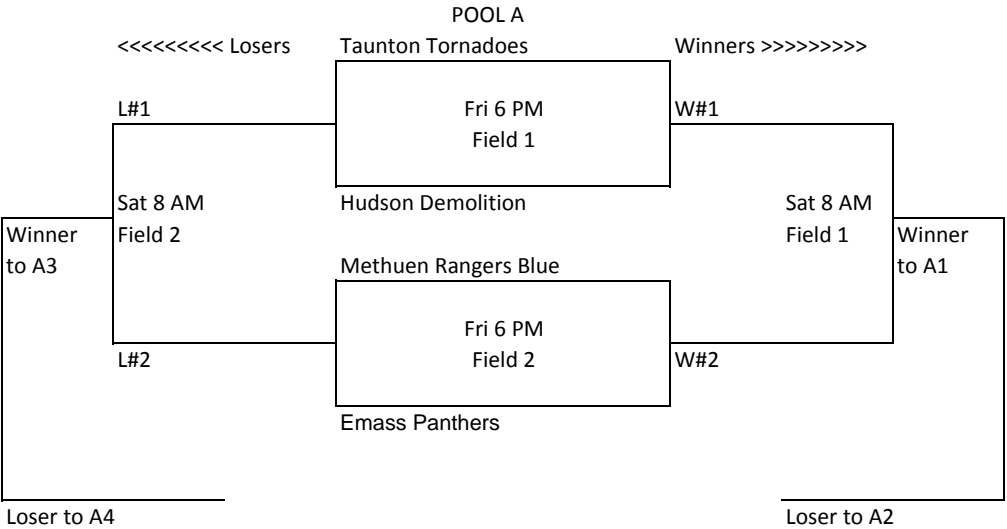 POOL A
<<<<<<<<< Losers
Taunton Tornadoes
Winners >>>>>>>>>
L#1
Fri 6 PM
W#1
Field 1
Sat 8 AM
Hudson Demolition
Sat 8 AM
Winner
Field 2
Field 1
Winner
to A3
Methuen Rangers Blue
to A1
Fri 6 PM
L#2
Field 2
W#2
Emass Panthers
Loser to A4
Loser to A2